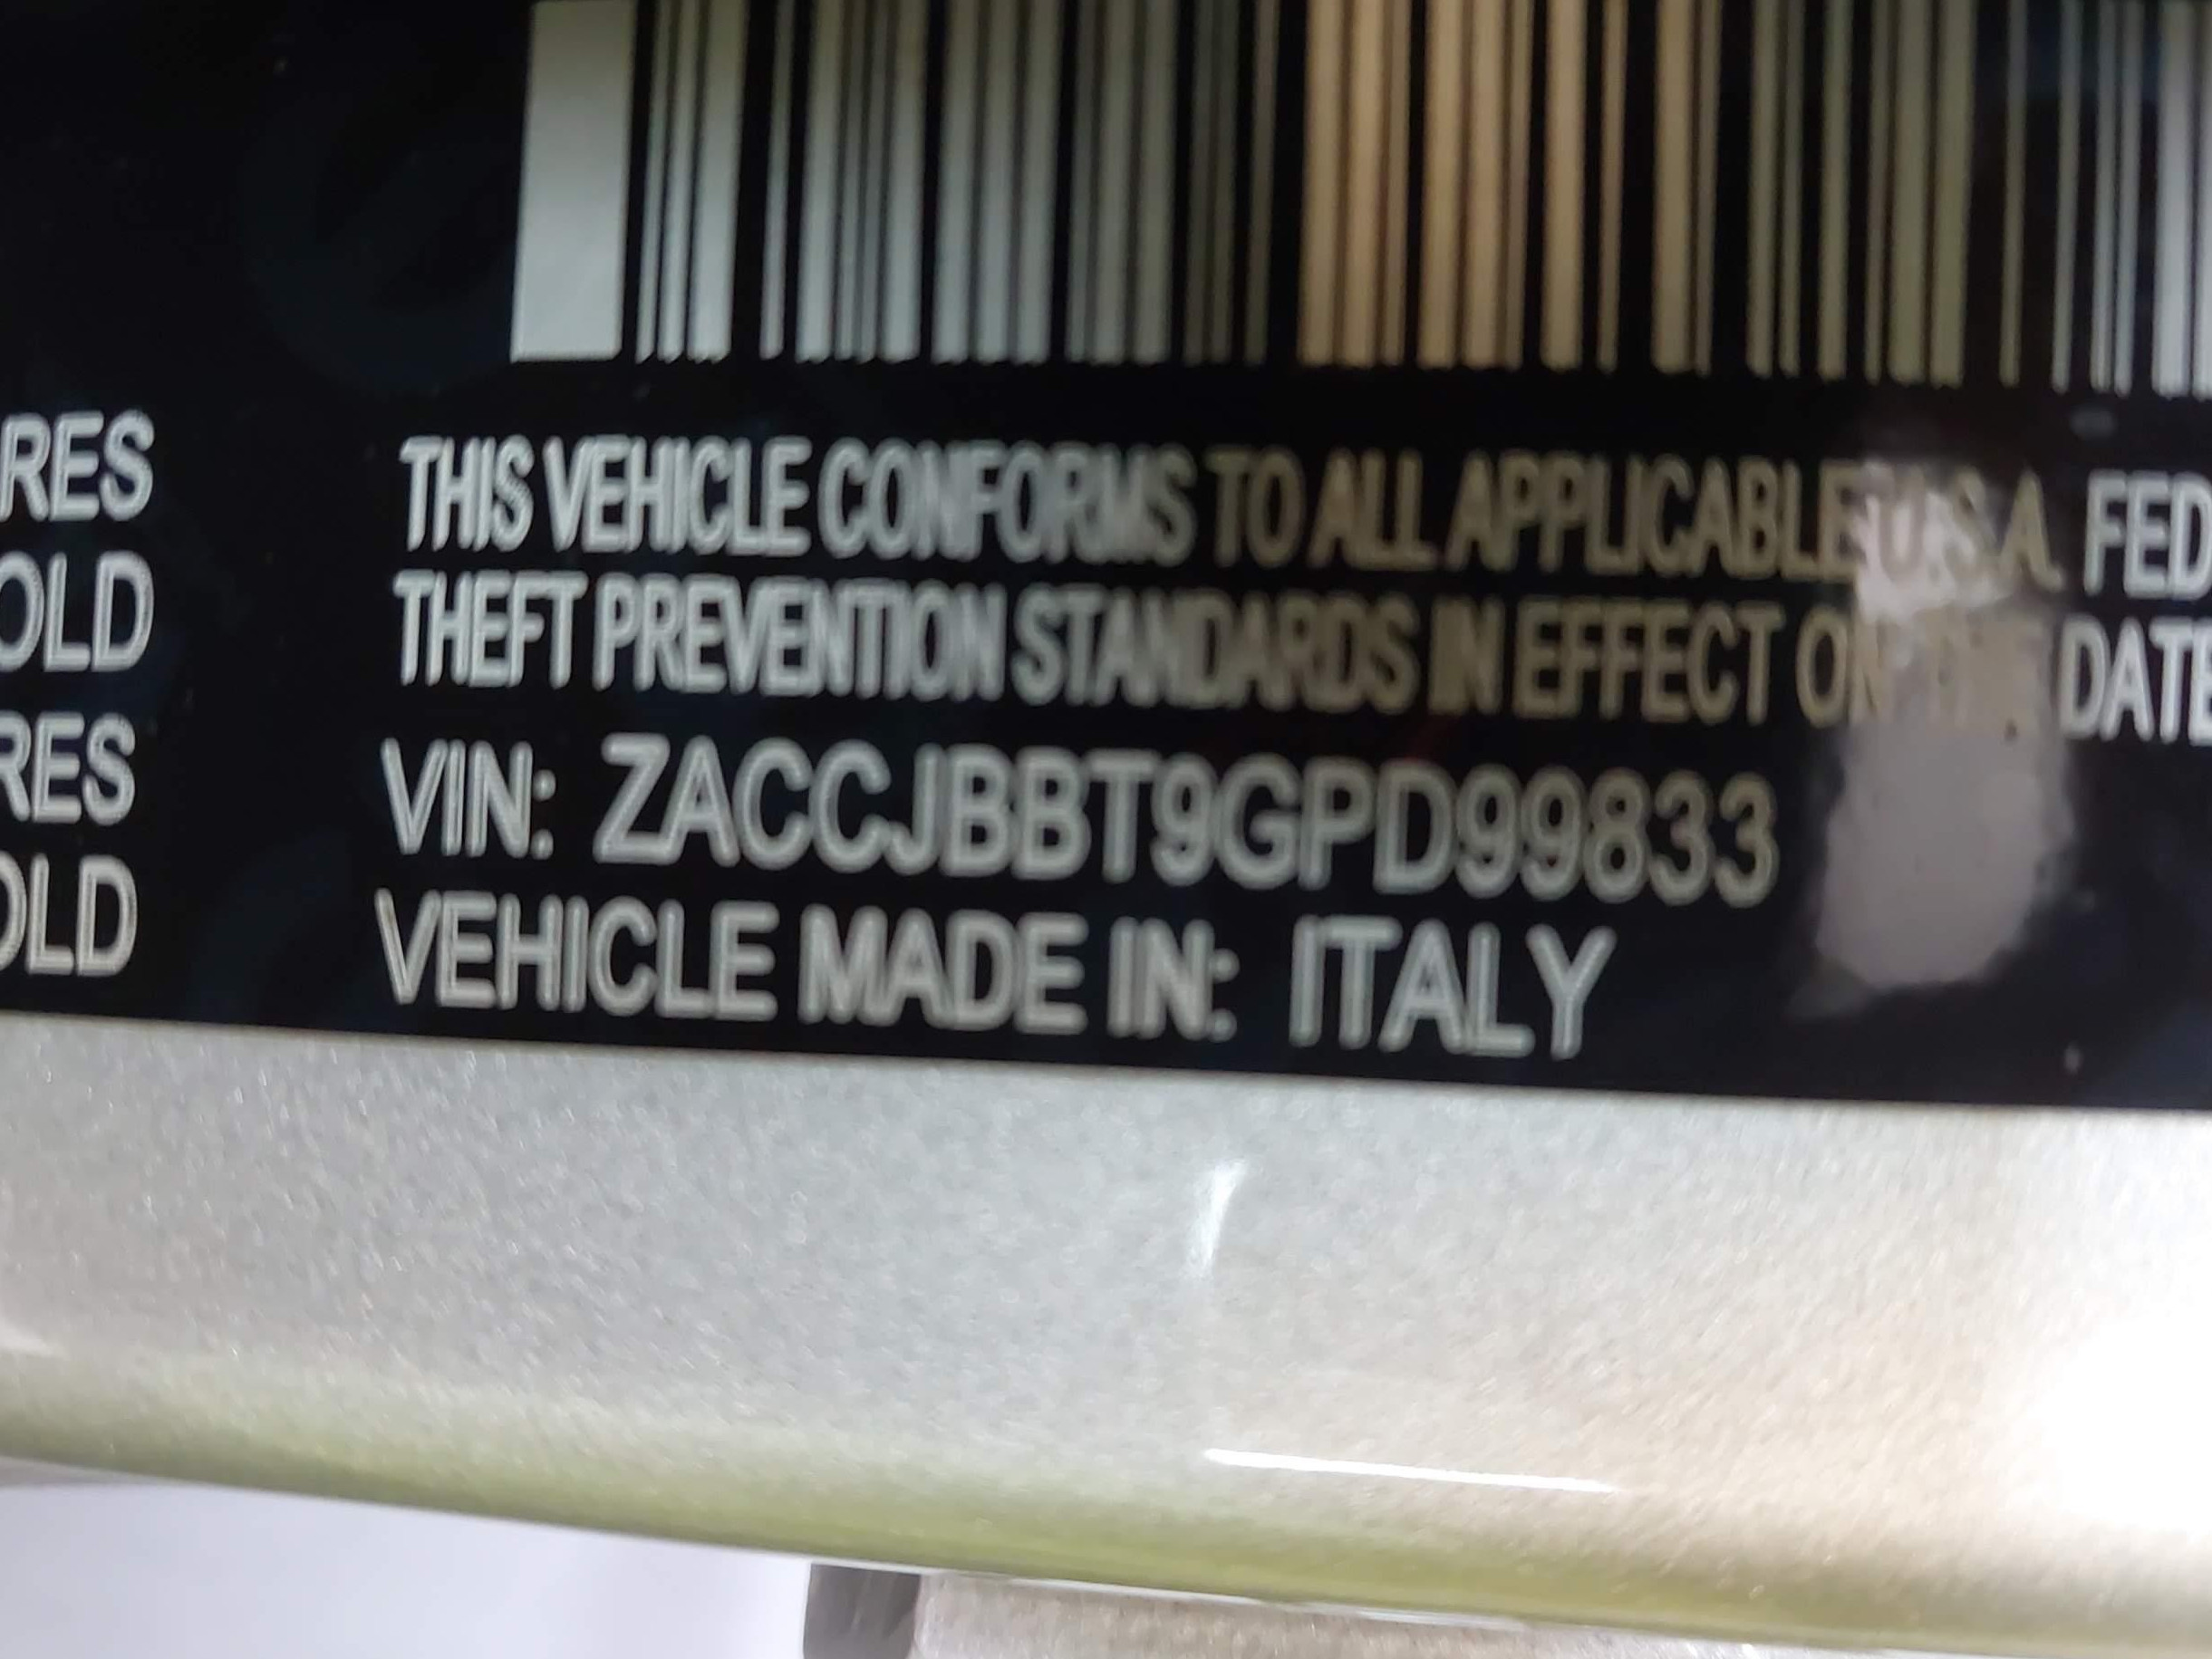 RES
OLD
RES
OLD
THIS VEHICLE CONFORMS TO ALL APPLICABLE U.S.A. FED
THEFT PREVENTION STANDARDS IN EFFECT ON THE DATE
VIN: ZACCJBBT9GPD99833
VEHICLE MADE IN: ITALY